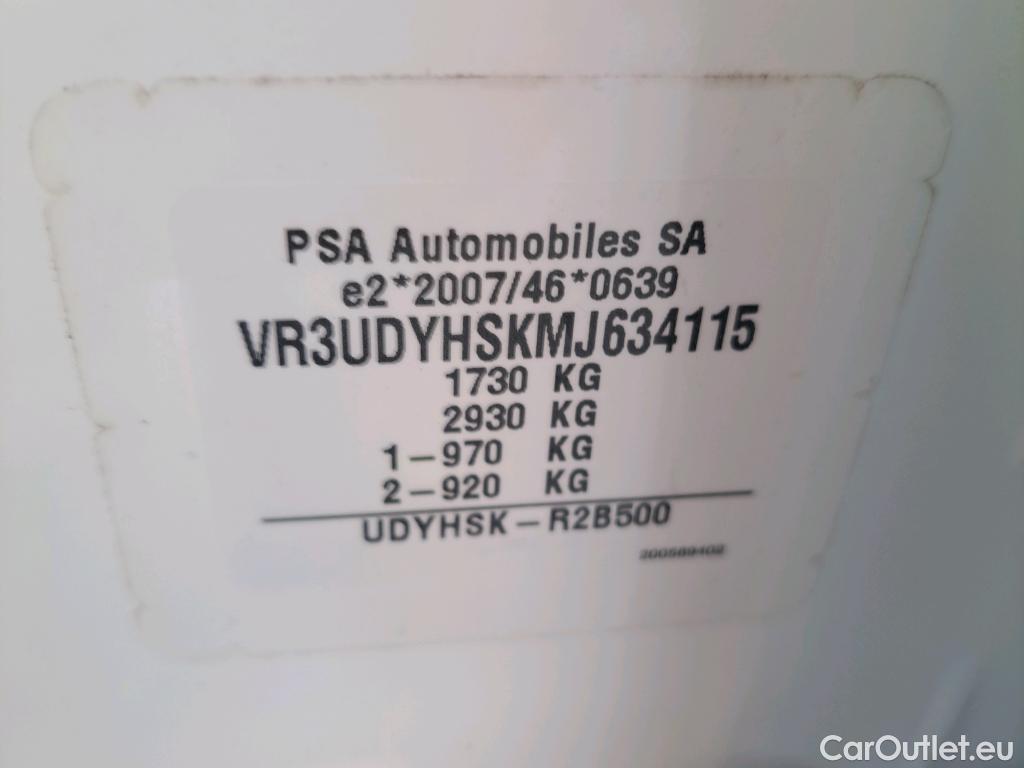 PSA Automobiles SA
e2*2007/46*0639
VR3UDYHSKMJ634115
1730 KG
2930 KG
1-970 KG
2-920 KG
UDYHSK-R2B500
200589402
CarOutlet.eu